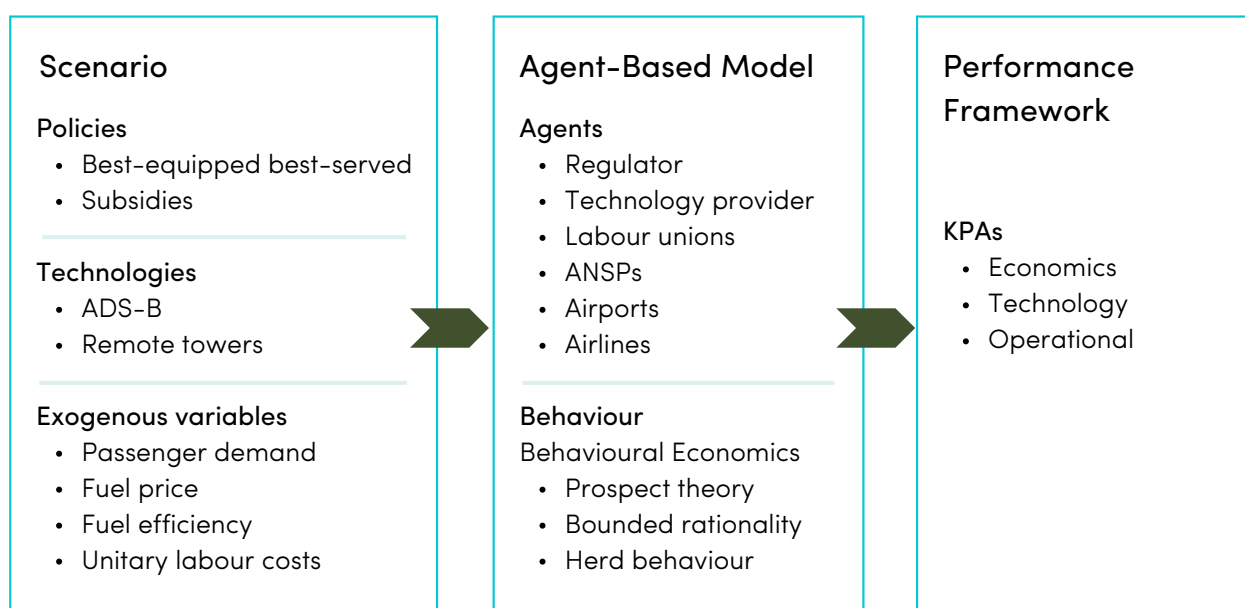 Scenario
Policies
• Best-equipped best-served
• Subsidies
Technologies
• ADS-B
• Remote towers
Exogenous variables
• Passenger demand
• Fuel price
• Fuel efficiency
• Unitary labour costs
Agent-Based Model
Agents
• Regulator
• Technology provider
• Labour unions
• ANSPs
• Airports
• Airlines
Behaviour
Behavioural Economics
• Prospect theory
• Bounded rationality
• Herd behaviour
Performance
Framework
KPAs
• Economics
• Technology
• Operational